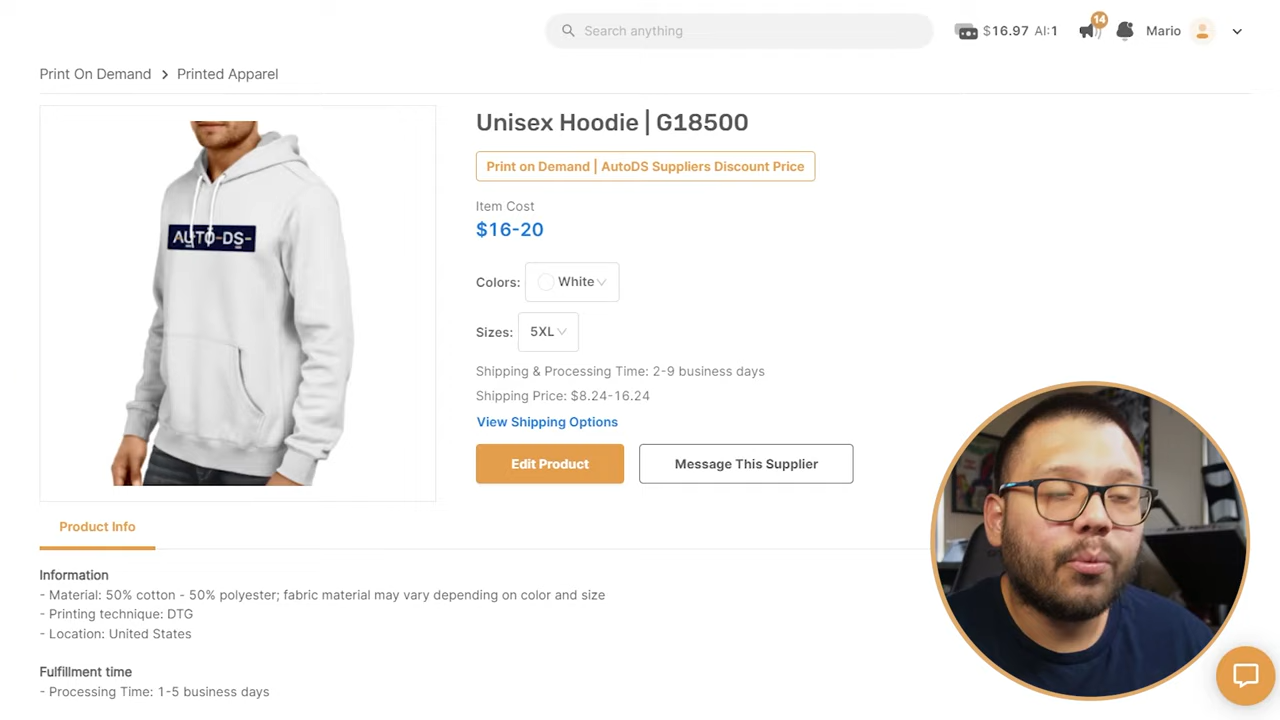 Search anything
$16.97 AI:1
14
Mario
Print On Demand > Printed Apparel
Unisex Hoodie | G18500
Print on Demand | AutoDS Suppliers Discount Price
Item Cost
$16-20
Colors: White
Sizes: 5XL
Shipping & Processing Time: 2-9 business days
Shipping Price: $8.24-16.24
View Shipping Options
Edit Product
Message This Supplier
AUTO-DS-
Product Info
Information
- Material: 50% cotton - 50% polyester; fabric material may vary depending on color and size
- Printing technique: DTG
- Location: United States
Fulfillment time
- Processing Time: 1-5 business days